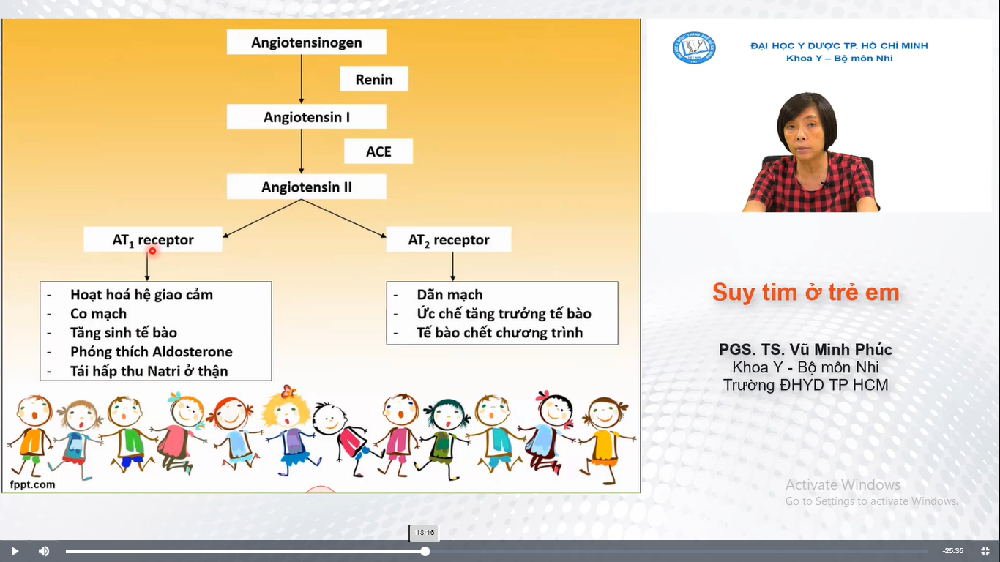 Angiotensinogen
Renin
Angiotensin I
ACE
Angiotensin II
AT1 receptor
AT2 receptor
- Hoạt hoá hệ giao cảm
- Co mạch
- Tăng sinh tế bào
- Phóng thích Aldosterone
- Tái hấp thu Natri ở thận
- Dãn mạch
- Ức chế tăng trưởng tế bào
- Tế bào chết chương trình
fppt.com
ĐẠI HỌC Y DƯỢC TP. HỒ CHÍ MINH
Khoa Y – Bộ môn Nhi
Suy tim ở trẻ em
PGS. TS. Vũ Minh Phúc
Khoa Y - Bộ môn Nhi
Trường ĐHYD TP HCM
Activate Windows
Go to Settings to activate Windows.
18:16
-25:35